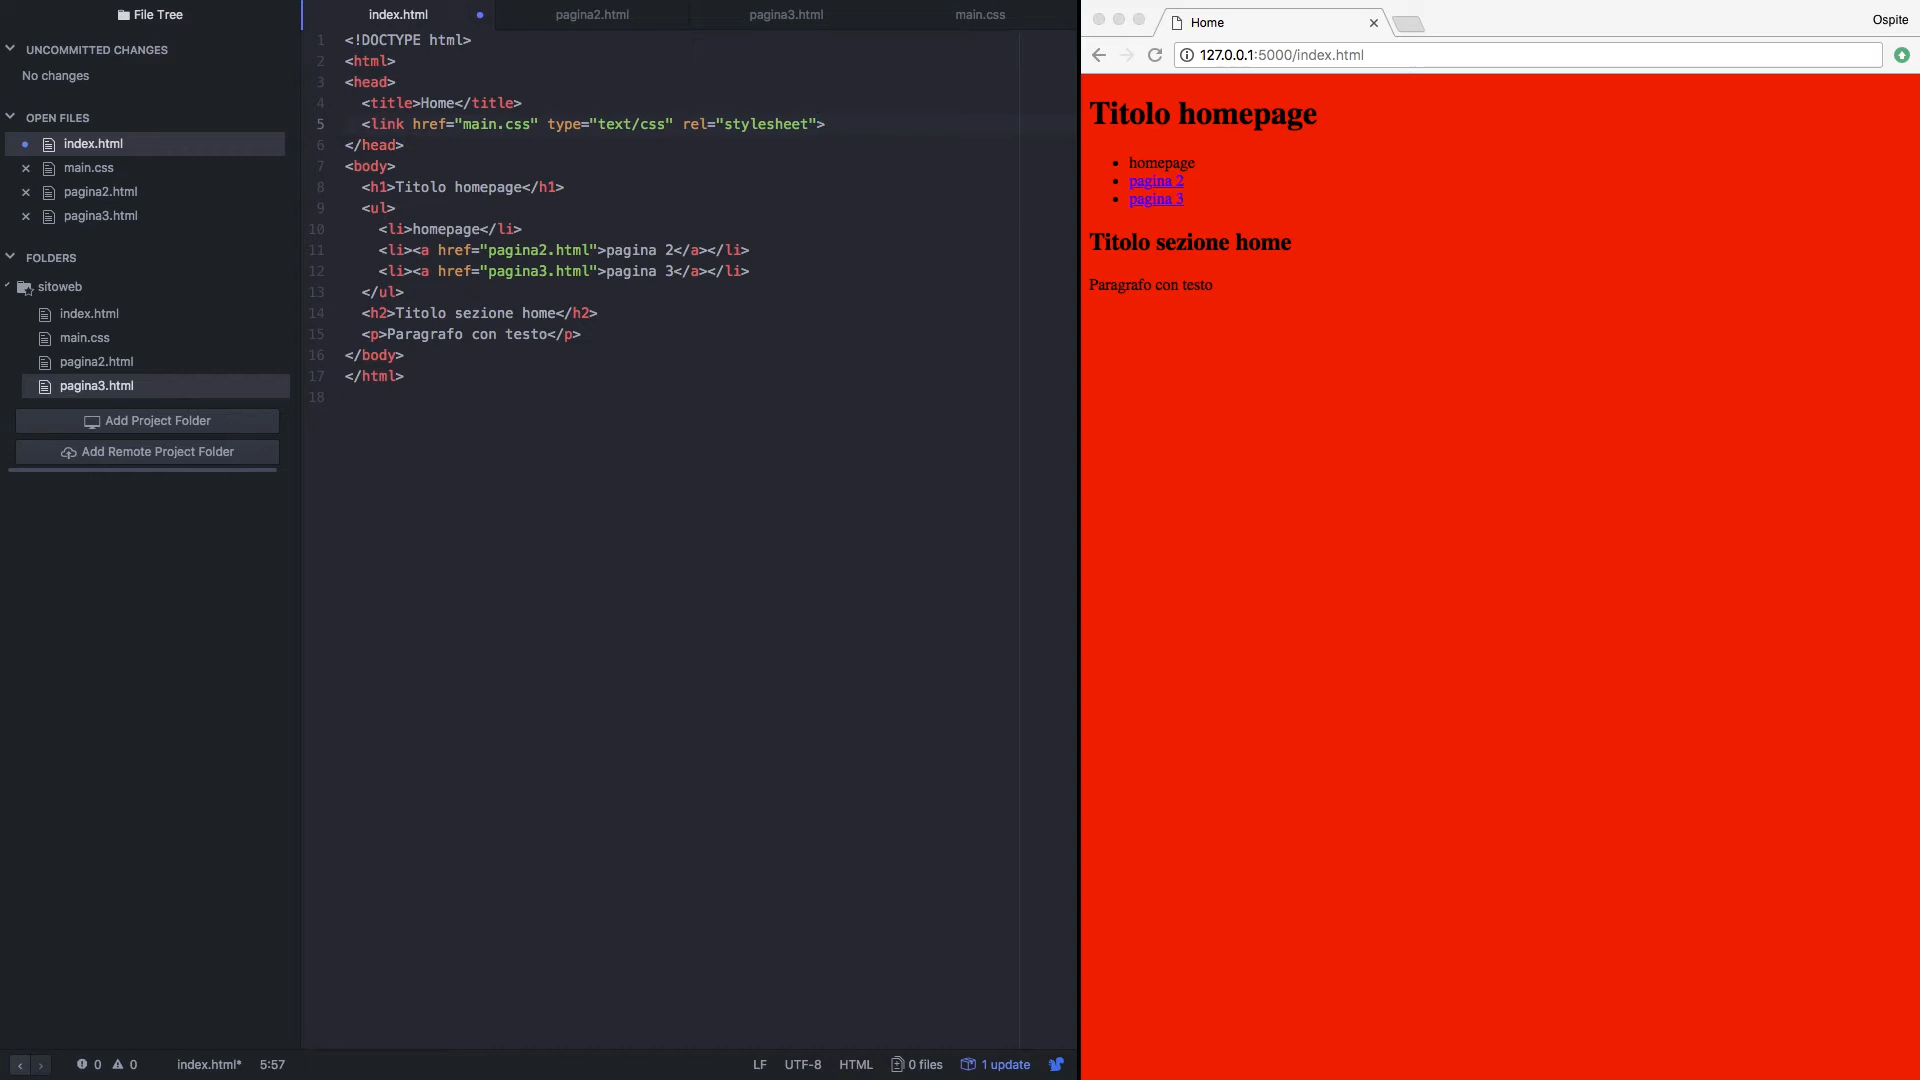 File Tree
UNCOMMITTED CHANGES
No changes
OPEN FILES
index.html
main.css
pagina2.html
pagina3.html
FOLDERS
sitoweb
index.html
main.css
pagina2.html
pagina3.html
Add Project Folder
Add Remote Project Folder
index.html pagina2.html pagina3.html main.css
1 <!DOCTYPE html>
2 <html>
3 <head>
4 <title>Home</title>
5 <link href="main.css" type="text/css" rel="stylesheet">
6 </head>
7 <body>
8 <h1>Titolo homepage</h1>
9 <ul>
10 <li>homepage</li>
11 <li><a href="pagina2.html">pagina 2</a></li>
12 <li><a href="pagina3.html">pagina 3</a></li>
13 </ul>
14 <h2>Titolo sezione home</h2>
15 <p>Paragrafo con testo</p>
16 </body>
17 </html>
18
0 0 index.html* 5:57 LF UTF-8 HTML 0 files 1 update
Home
Ospite
127.0.0.1:5000/index.html
Titolo homepage
homepage
pagina 2
pagina 3
Titolo sezione home
Paragrafo con testo